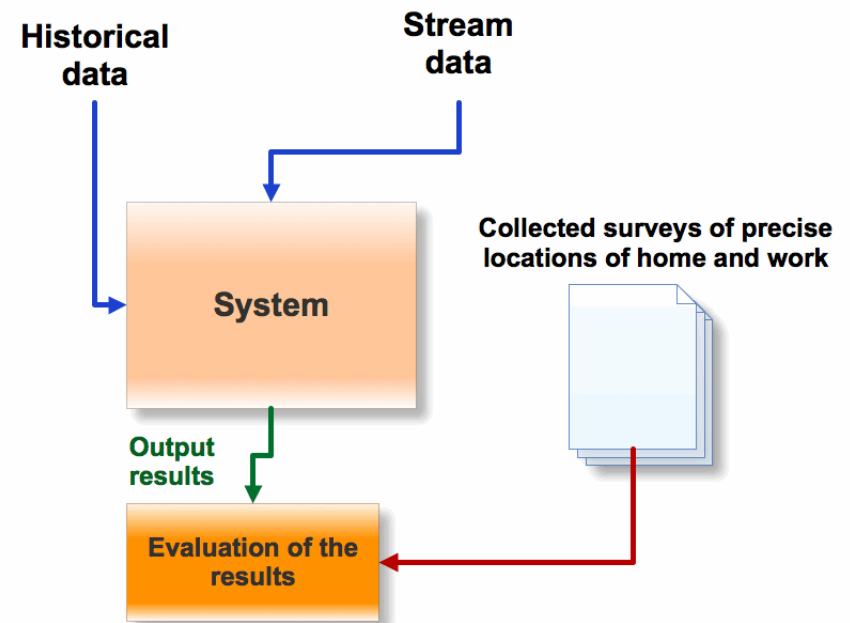 Historical
data
Stream
data
System
Collected surveys of precise
locations of home and work
Output
results
Evaluation of the
results